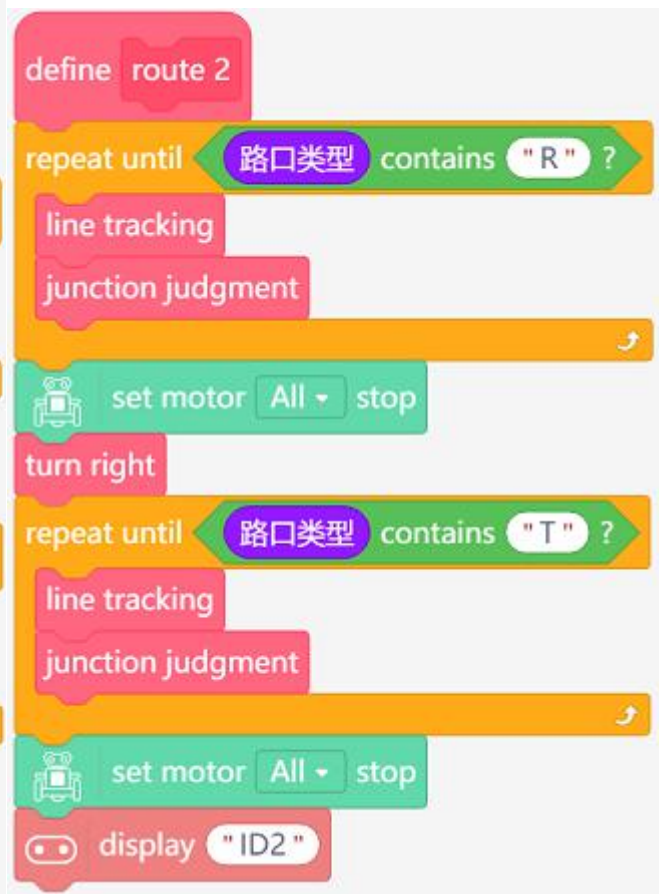 define route 2
repeat until 路口类型 contains "R" ?
line tracking
junction judgment
set motor All stop
turn right
repeat until 路口类型 contains "T" ?
line tracking
junction judgment
set motor All stop
display "ID2"